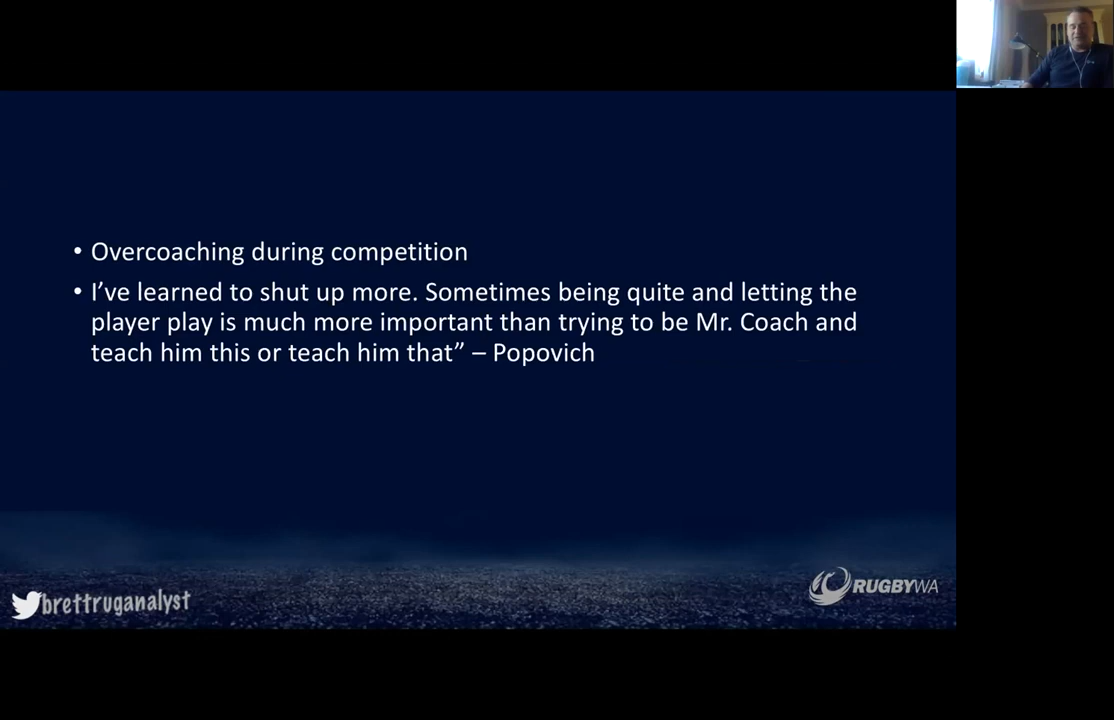 • Overcoaching during competition
• I’ve learned to shut up more. Sometimes being quite and letting the
player play is much more important than trying to be Mr. Coach and
teach him this or teach him that” – Popovich
brettruganalyst
RUGBYWA